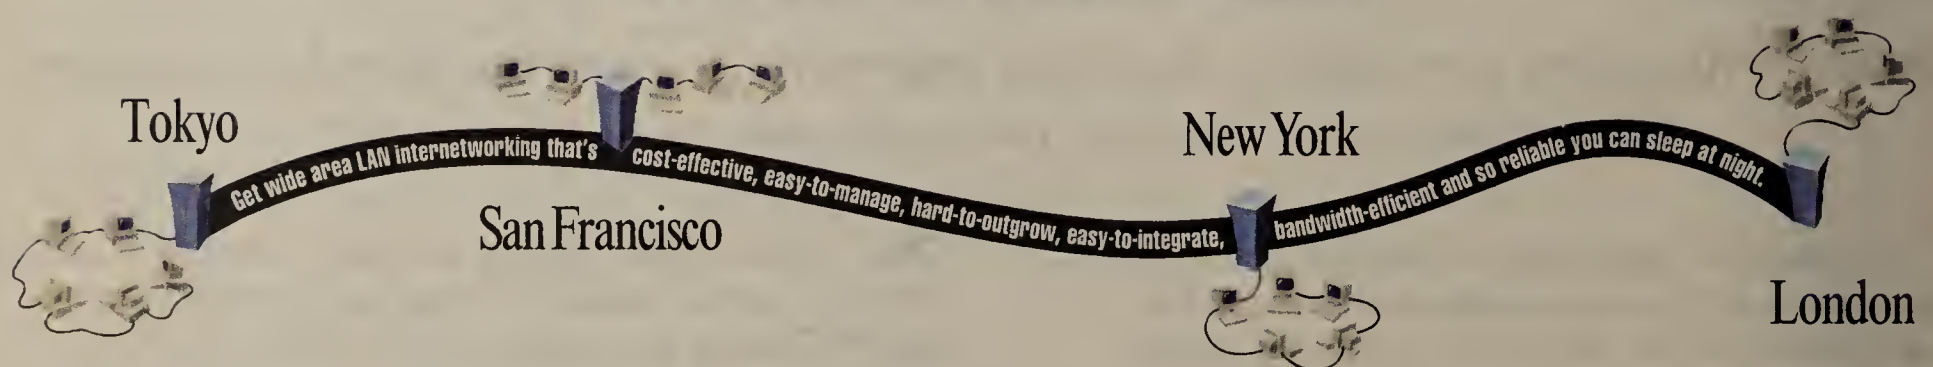 Tokyo
San Francisco
New York
London
Get wide area LAN internetworking that's cost-effective, easy-to-manage, hard-to-outgrow, easy-to-integrate, bandwidth-efficient and so reliable you can sleep at night.